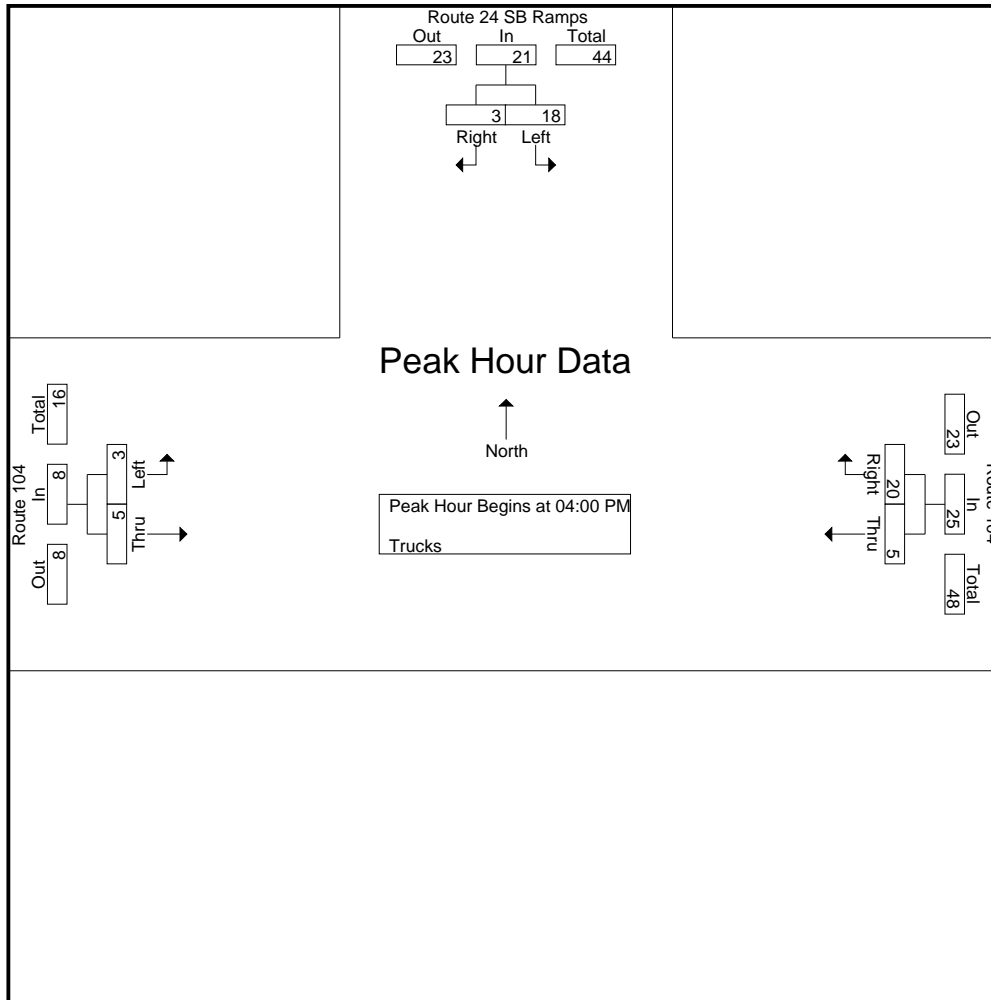 Route 24 SB Ramps
Out In Total
23 21 44
3 18
Right Left
Peak Hour Data
North
Peak Hour Begins at 04:00 PM
Trucks
Route 104
Total In Out
16 8 8
3 5
Left Thru
Out In Total
23 25 48
20 5
Right Thru